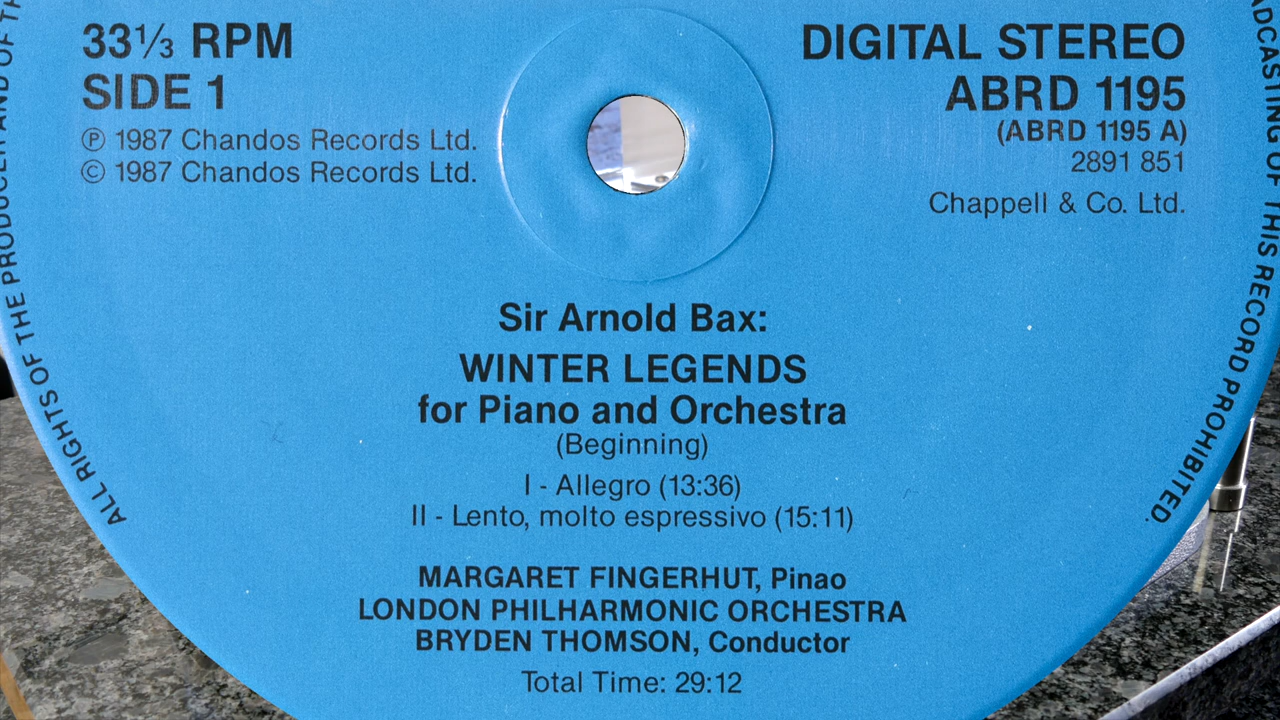 33⅓ RPM
SIDE 1
Ⓟ 1987 Chandos Records Ltd.
© 1987 Chandos Records Ltd.
DIGITAL STEREO
ABRD 1195
(ABRD 1195 A)
2891 851
Chappell & Co. Ltd.
Sir Arnold Bax:
WINTER LEGENDS
for Piano and Orchestra
(Beginning)
I - Allegro (13:36)
II - Lento, molto espressivo (15:11)
MARGARET FINGERHUT, Pinao
LONDON PHILHARMONIC ORCHESTRA
BRYDEN THOMSON, Conductor
Total Time: 29:12
ALL RIGHTS OF THE PRODUCER AND OF
OF THIS RECORD PROHIBITED.